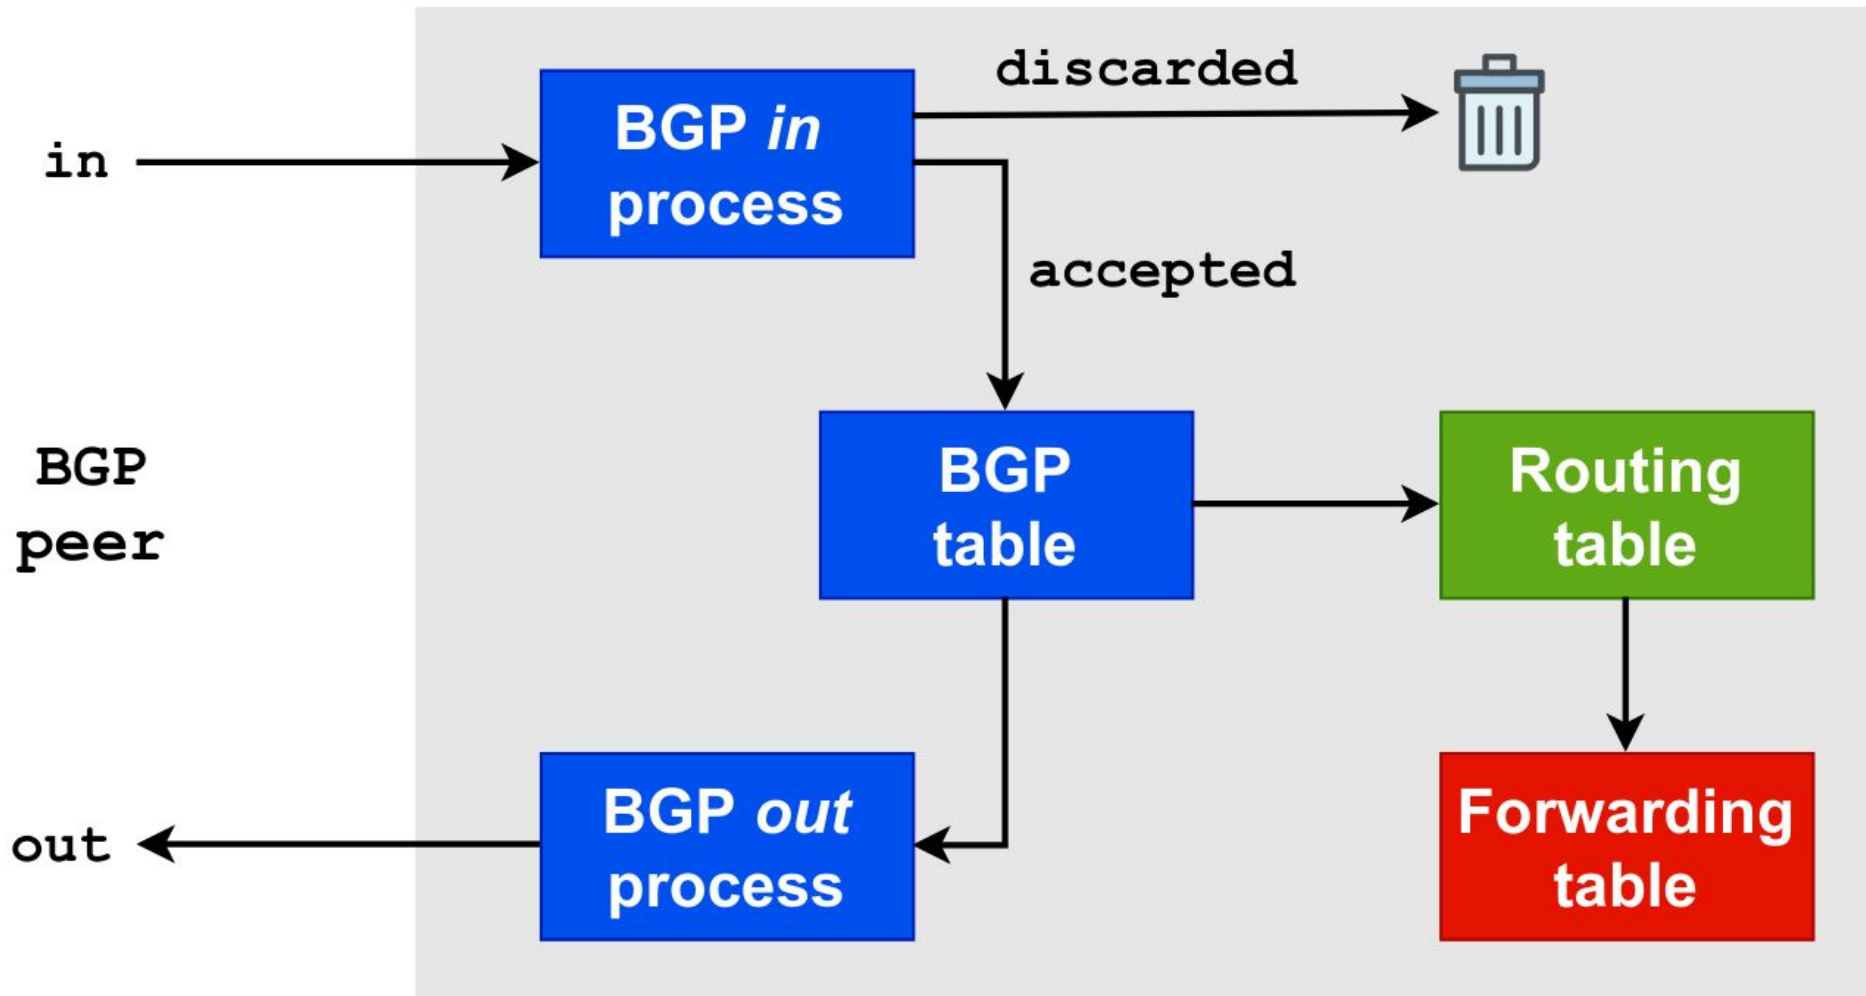 discarded
BGP in
process
in
accepted
BGP
peer
BGP
table
Routing
table
BGP out
process
out
Forwarding
table